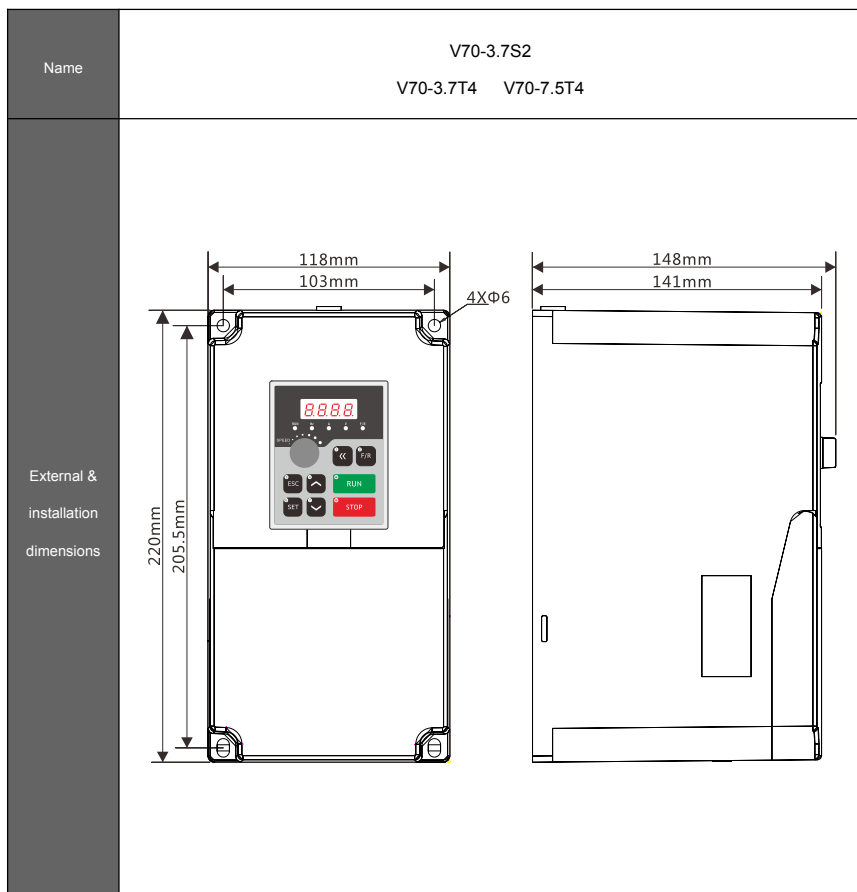 Name
V70-3.7S2
V70-3.7T4 V70-7.5T4
External &
installation
dimensions
118mm
103mm
4XΦ6
220mm
205.5mm
8.8.8.8.
SPEED
F/R
ESC
RUN
SET
STOP
148mm
141mm